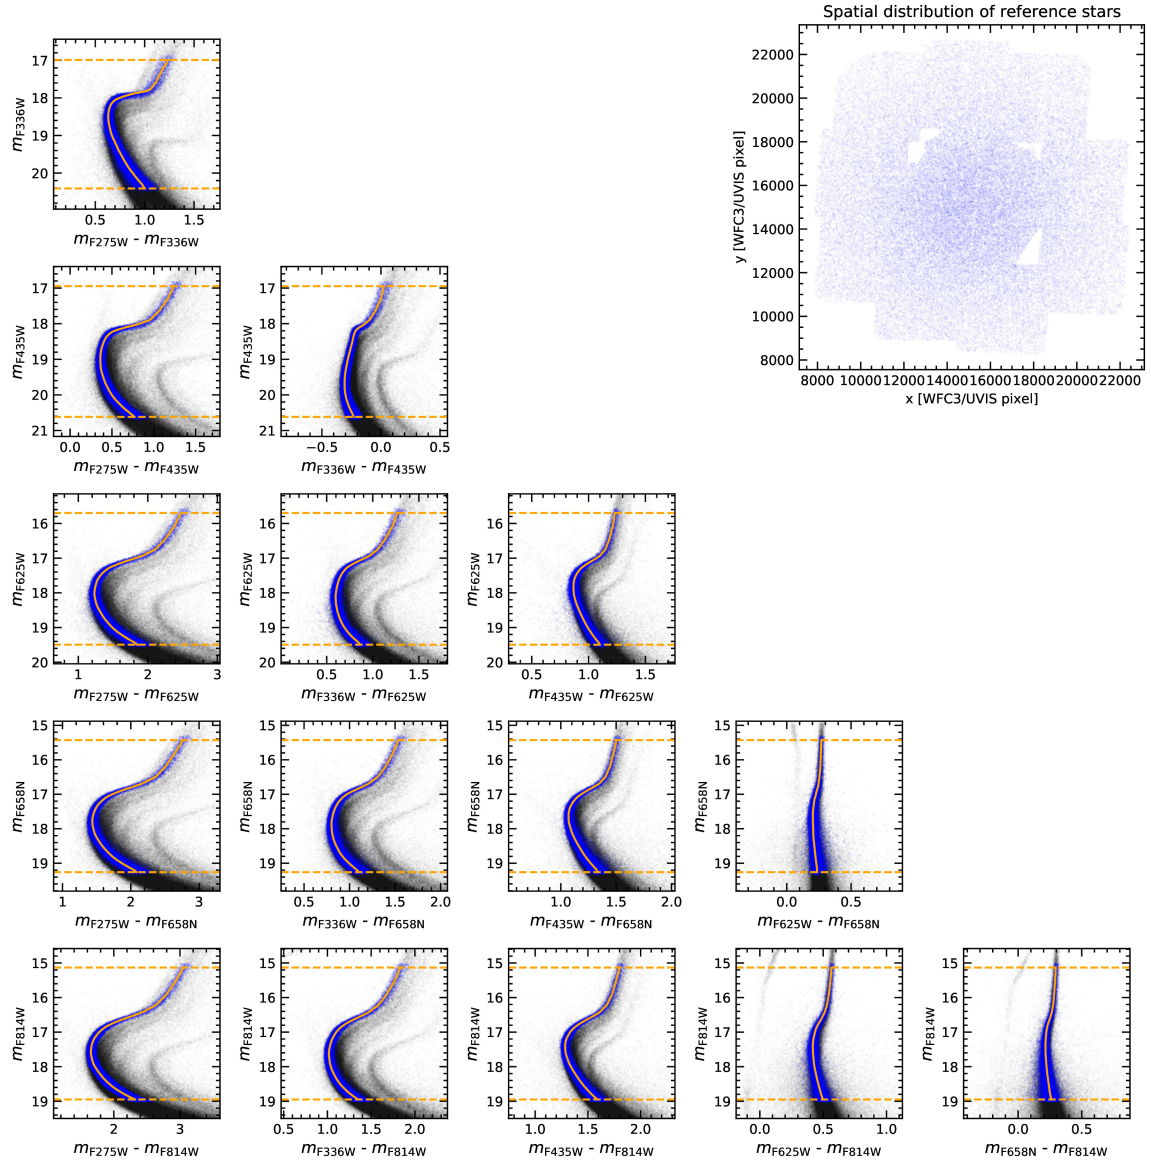 Spatial distribution of reference stars
22000
20000
18000
16000
14000
12000
10000
8000
y [WFC3/UVIS pixel]
8000 10000 12000 14000 16000 18000 20000 22000
x [WFC3/UVIS pixel]
17
18
19
20
mF336W
0.5 1.0 1.5
mF275W - mF336W
17
18
19
20
21
mF435W
0.0 0.5 1.0 1.5
mF275W - mF435W
17
18
19
20
21
mF435W
−0.5 0.0 0.5
mF336W - mF435W
16
17
18
19
20
mF625W
1 2 3
mF275W - mF625W
16
17
18
19
20
mF625W
0.5 1.0 1.5
mF336W - mF625W
16
17
18
19
20
mF625W
0.5 1.0 1.5
mF435W - mF625W
15
16
17
18
19
mF658N
1 2 3
mF275W - mF658N
15
16
17
18
19
mF658N
0.5 1.0 1.5 2.0
mF336W - mF658N
15
16
17
18
19
mF658N
0.5 1.0 1.5 2.0
mF435W - mF658N
15
16
17
18
19
mF658N
0.0 0.5
mF625W - mF658N
15
16
17
18
19
mF814W
2 3
mF275W - mF814W
15
16
17
18
19
mF814W
0.5 1.0 1.5 2.0
mF336W - mF814W
15
16
17
18
19
mF814W
1.0 1.5 2.0
mF435W - mF814W
15
16
17
18
19
mF814W
0.0 0.5 1.0
mF625W - mF814W
15
16
17
18
19
mF814W
0.0 0.5
mF658N - mF814W